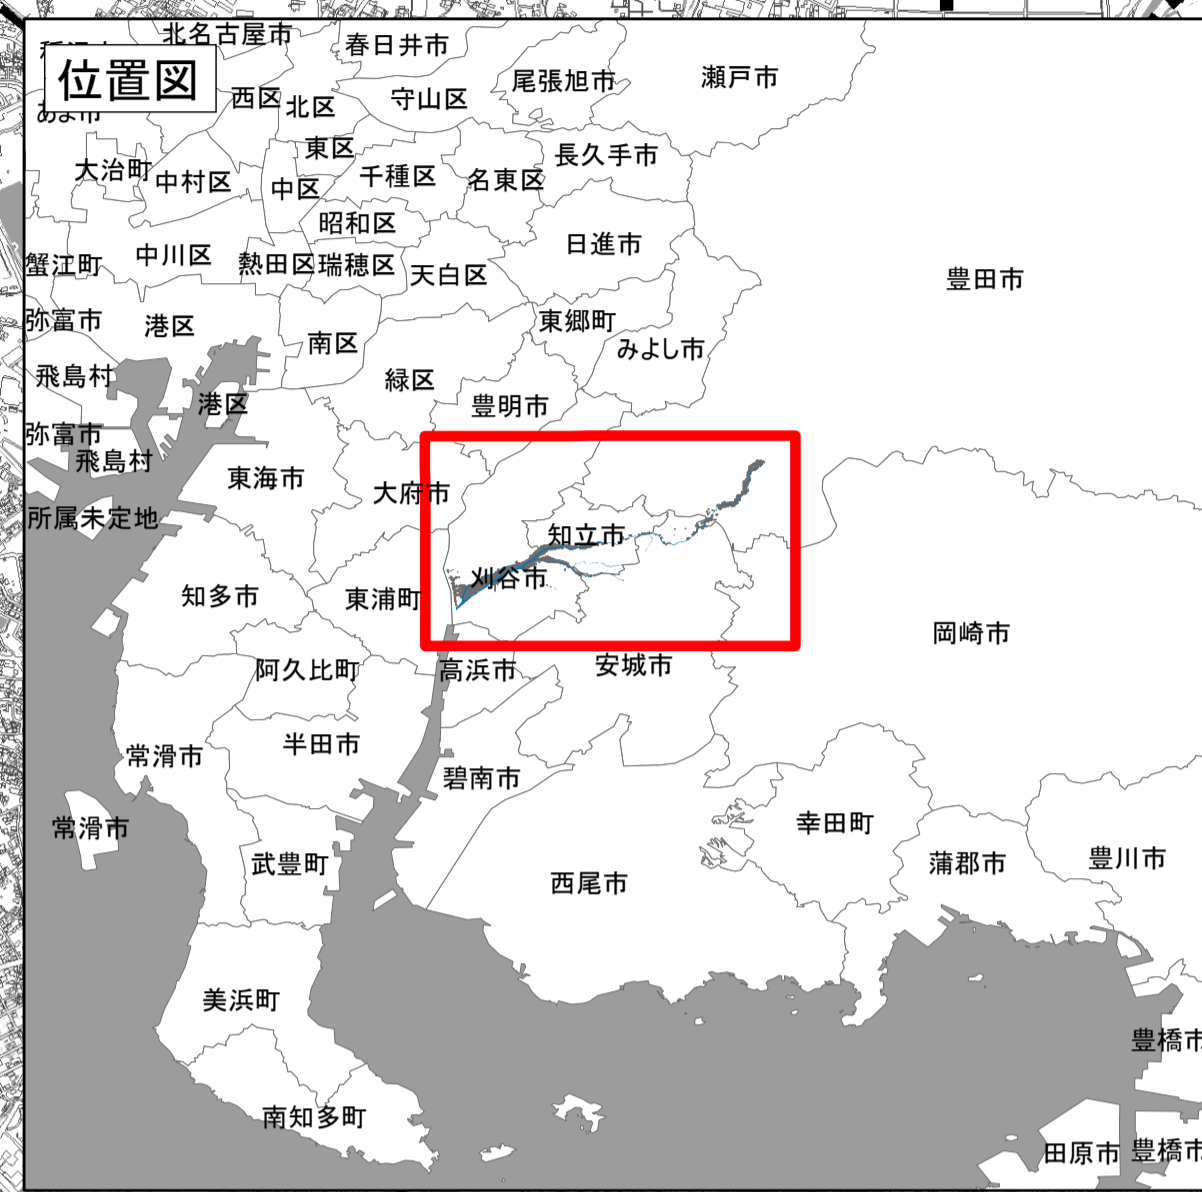 北名古屋市
春日井市
位置図
尾張旭市
瀬戸市
西区
北区
守山区
あま市
東区
長久手市
大治町
中村区
中区
千種区
名東区
昭和区
日進市
中川区
蟹江町
熱田区
瑞穂区
天白区
豊田市
弥富市
港区
東郷町
南区
みよし市
飛島村
緑区
港区
豊明市
弥富市
飛島村
東海市
大府市
所属未定地
知立市
刈谷市
知多市
東浦町
岡崎市
阿久比町
高浜市
安城市
半田市
常滑市
碧南市
常滑市
幸田町
武豊町
蒲郡市
豊川市
西尾市
美浜町
豊橋市
南知多町
田原市
豊橋市